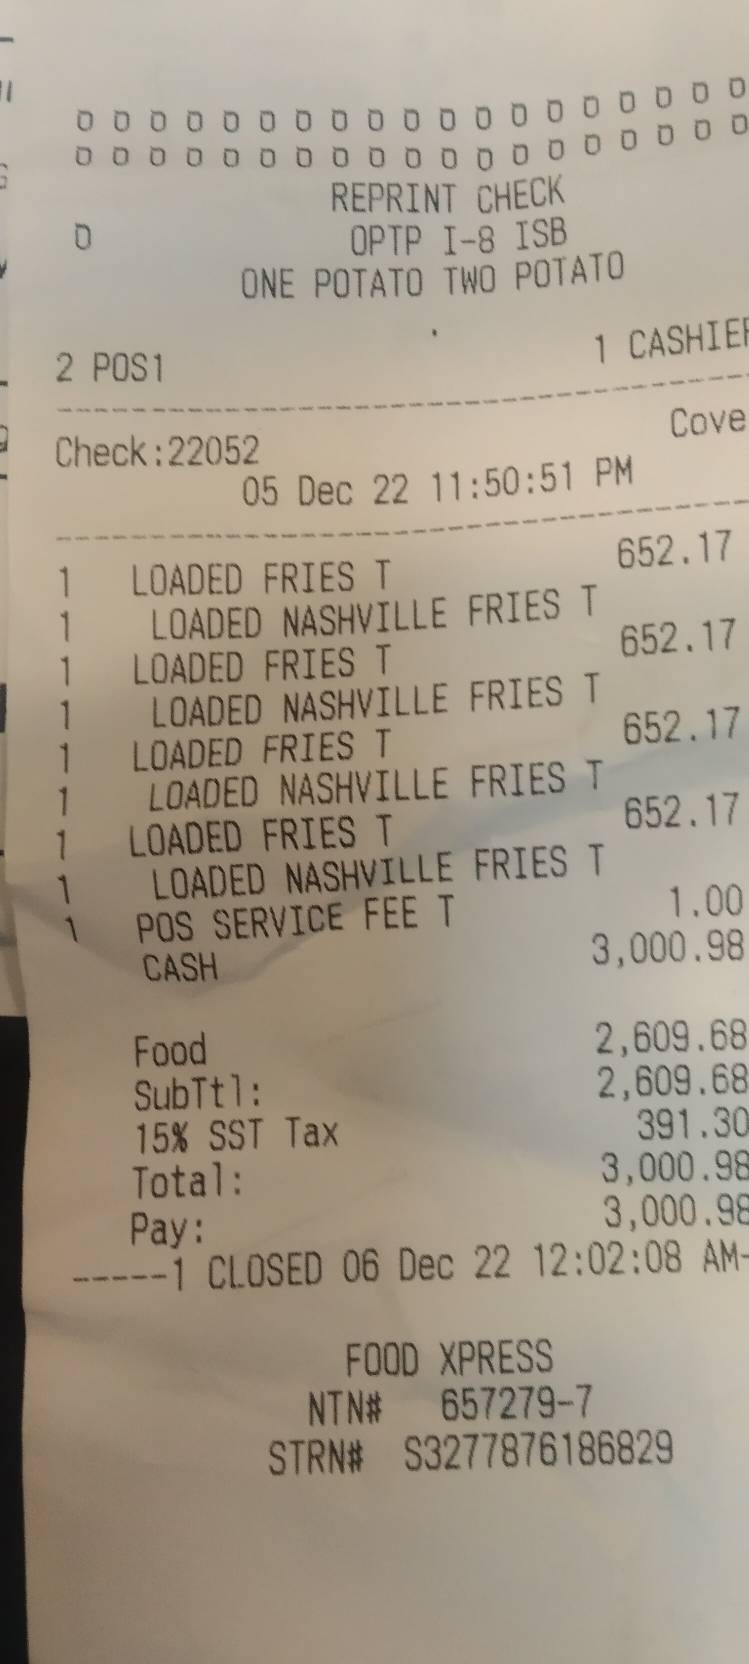 REPRINT CHECK
OPTP I-8 ISB
ONE POTATO TWO POTATO
2 POS1 1 CASHIER
Check:22052 Cove
05 Dec 22 11:50:51 PM
1 LOADED FRIES T 652.17
1 LOADED NASHVILLE FRIES T
1 LOADED FRIES T 652.17
1 LOADED NASHVILLE FRIES T
1 LOADED FRIES T 652.17
1 LOADED NASHVILLE FRIES T
1 LOADED FRIES T 652.17
1 LOADED NASHVILLE FRIES T
1 POS SERVICE FEE T 1.00
CASH 3,000.98
Food 2,609.68
SubTtl: 2,609.68
15% SST Tax 391.30
Total: 3,000.98
Pay: 3,000.98
-----1 CLOSED 06 Dec 22 12:02:08 AM-
FOOD XPRESS
NTN# 657279-7
STRN# S3277876186829